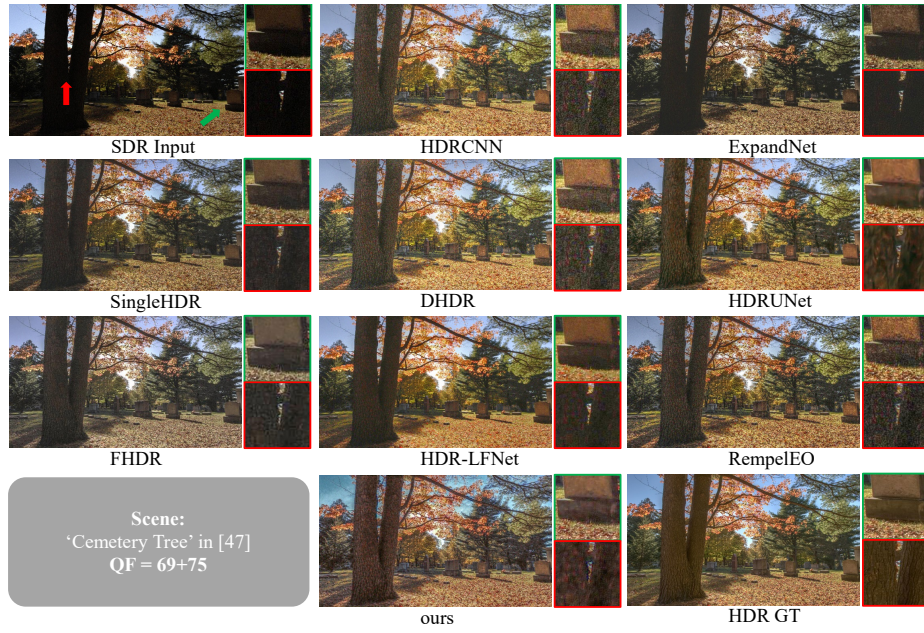 SDR Input
HDRCNN
ExpandNet
SingleHDR
DHDR
HDRUNet
FHDR
HDR-LFNet
RempelEO
Scene:
‘Cemetery Tree’ in [47]
QF = 69+75
ours
HDR GT